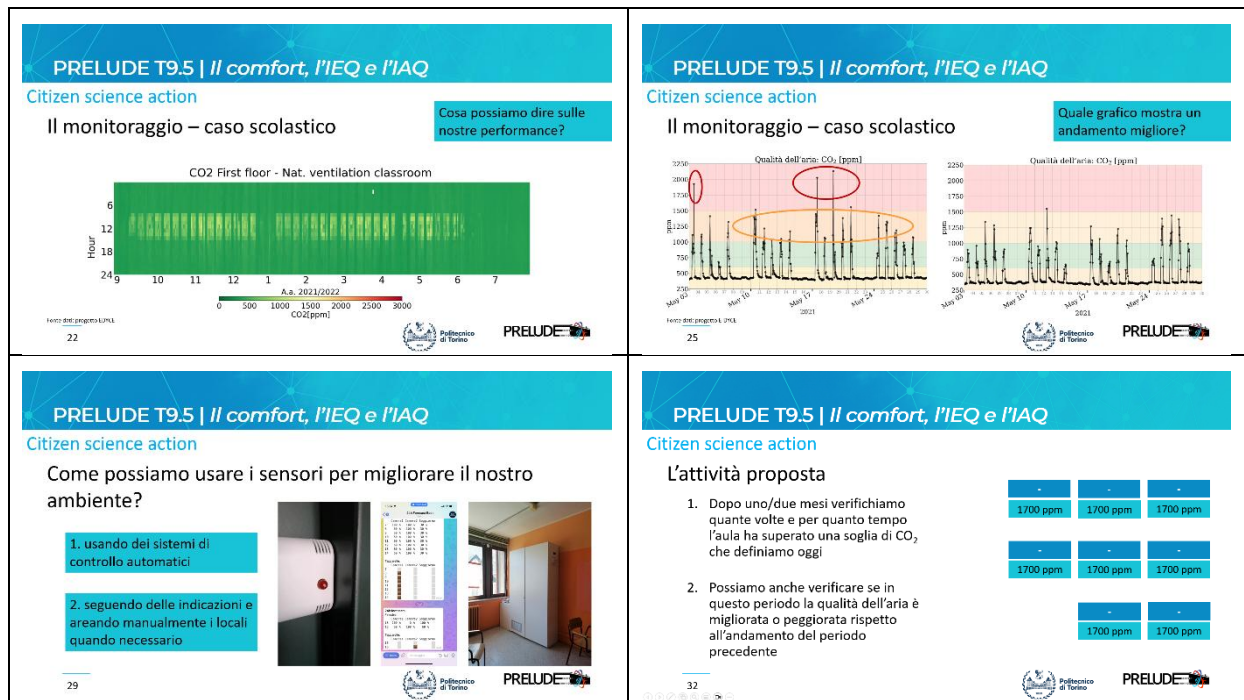 PRELUDE T9.5 | Il comfort, l'IEQ e l'IAQ
Citizen science action
Il monitoraggio – caso scolastico
Cosa possiamo dire sulle
nostre performance?
CO2 First floor - Nat. ventilation classroom
Hour
6
12
18
24
9 10 11 12 1 2 3 4 5 6 7
A.a. 2021/2022
0 500 1000 1500 2000 2500 3000
CO2[ppm]
Fonte dati: progetto E-DYCE
22
Politecnico
di Torino
PRELUDE
PRELUDE T9.5 | Il comfort, l'IEQ e l'IAQ
Citizen science action
Il monitoraggio – caso scolastico
Quale grafico mostra un
andamento migliore?
Qualità dell'aria: CO₂ [ppm]
ppm
2250
2000
1750
1500
1250
1000
750
500
250
May 03 May 10 May 17 May 24
2021
Qualità dell'aria: CO₂ [ppm]
ppm
2250
2000
1750
1500
1250
1000
750
500
250
May 03 May 10 May 17 May 24
2021
Fonte dati: progetto E-DYCE
25
Politecnico
di Torino
PRELUDE
PRELUDE T9.5 | Il comfort, l'IEQ e l'IAQ
Citizen science action
Come possiamo usare i sensori per migliorare il nostro
ambiente?
1. usando dei sistemi di
controllo automatici
2. seguendo delle indicazioni e
areando manualmente i locali
quando necessario
29
Politecnico
di Torino
PRELUDE
PRELUDE T9.5 | Il comfort, l'IEQ e l'IAQ
Citizen science action
L'attività proposta
1. Dopo uno/due mesi verifichiamo
quante volte e per quanto tempo
l'aula ha superato una soglia di CO₂
che definiamo oggi
2. Possiamo anche verificare se in
questo periodo la qualità dell'aria è
migliorata o peggiorata rispetto
all'andamento del periodo
precedente
- - -
1700 ppm 1700 ppm 1700 ppm
- - -
1700 ppm 1700 ppm 1700 ppm
- -
1700 ppm 1700 ppm
32
Politecnico
di Torino
PRELUDE